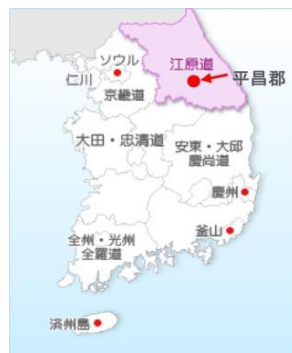 ソウル
仁川
京畿道
江原道
平昌郡
大田・忠清道
安東・大邱
慶尚道
慶州
釜山
全州・光州
全羅道
済州島